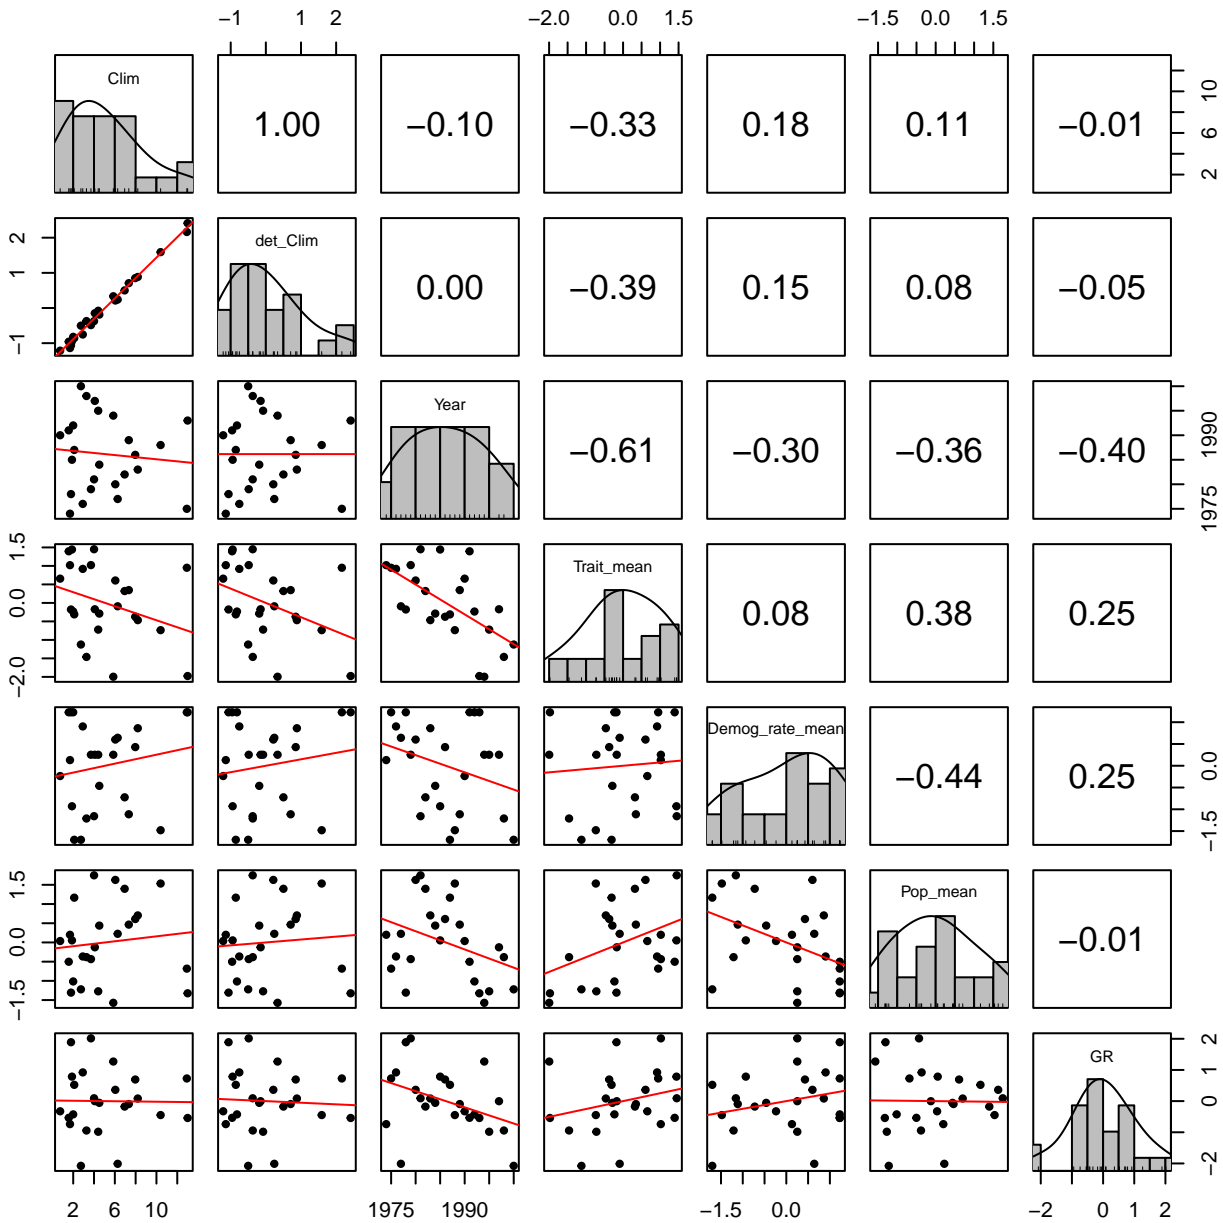 −1 1 2 −2.0 0.0 1.5 −1.5 0.0 1.5
Clim 1.00 −0.10 −0.33 0.18 0.11 −0.01 2 6 10
−1 1 2 det_Clim 0.00 −0.39 0.15 0.08 −0.05
Year −0.61 −0.30 −0.36 −0.40 1975 1990
−2.0 0.0 1.5 Trait_mean 0.08 0.38 0.25
Demog_rate_mean −0.44 0.25 −1.5 0.0
−1.5 0.0 1.5 Pop_mean −0.01
GR −2 0 1 2
2 6 10 1975 1990 −1.5 0.0 −2 0 1 2